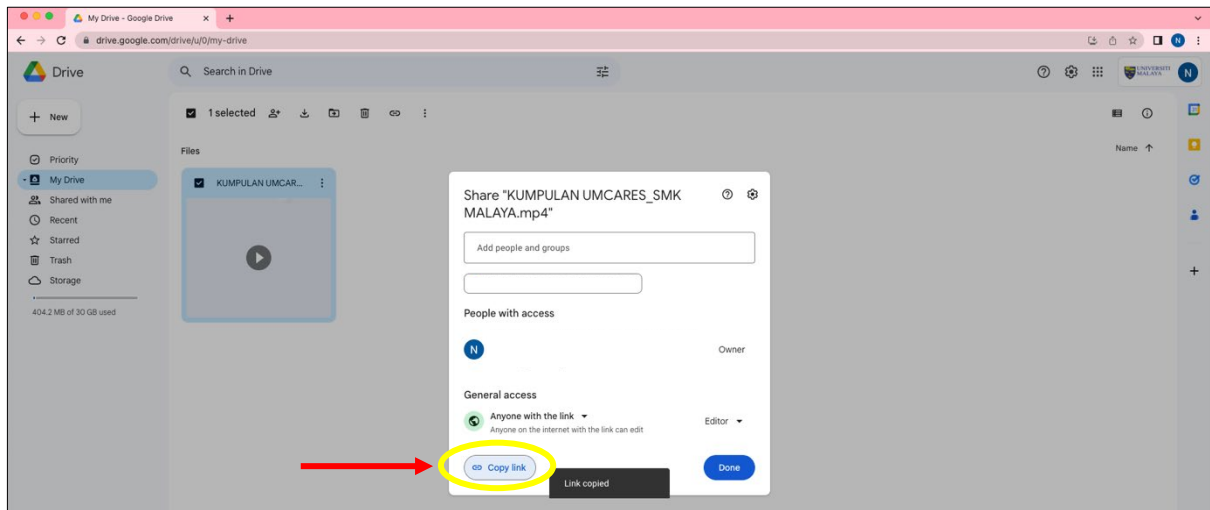 My Drive - Google Drive
drive.google.com/drive/u/0/my-drive
N
Drive
Search in Drive
UNIVERSITI
MALAYA
N
New
1 selected
Priority
My Drive
Shared with me
Recent
Starred
Trash
Storage
404.2 MB of 30 GB used
Files
Name
KUMPULAN UMCAR...
Share "KUMPULAN UMCARES_SMK
MALAYA.mp4"
Add people and groups
People with access
N
Owner
General access
Anyone with the link
Editor
Anyone on the internet with the link can edit
Copy link
Done
Link copied